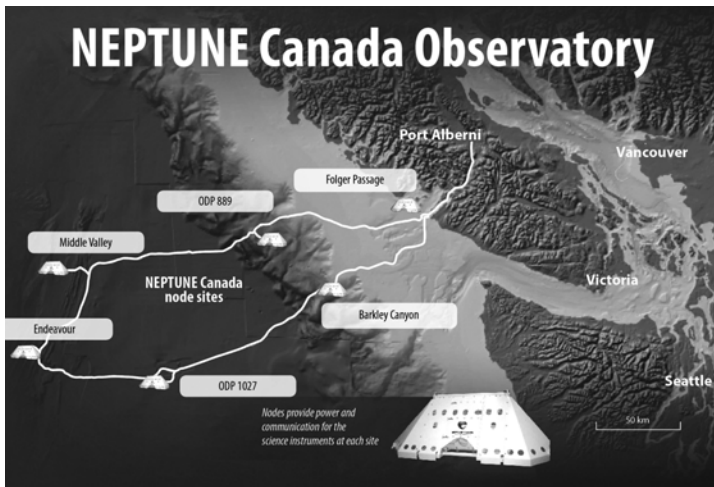 NEPTUNE Canada Observatory
Port Alberni
Vancouver
Folger Passage
ODP 889
Middle Valley
NEPTUNE Canada
node sites
Victoria
Barkley Canyon
Endeavour
ODP 1027
Seattle
Nodes provide power and
communication for the
science instruments at each site
50 km